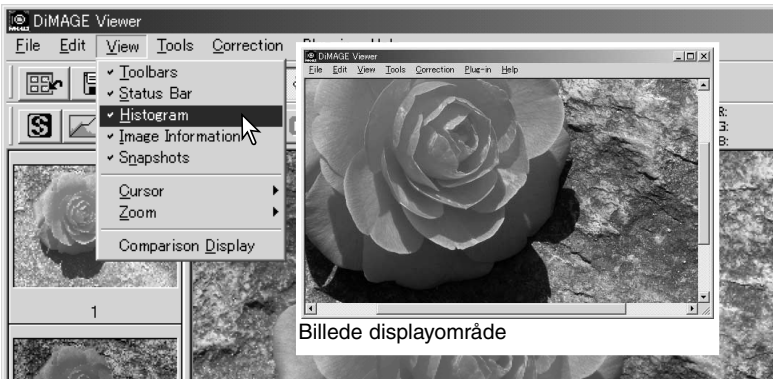 DiMAGE Viewer
File Edit View Tools Correction
Toolbars
Status Bar
Histogram
Image Information
Snapshots
Cursor
Zoom
Comparison Display
1
DiMAGE Viewer
File Edit View Tools Correction Plug-in Help
Billede displayområde
R:
G:
B: